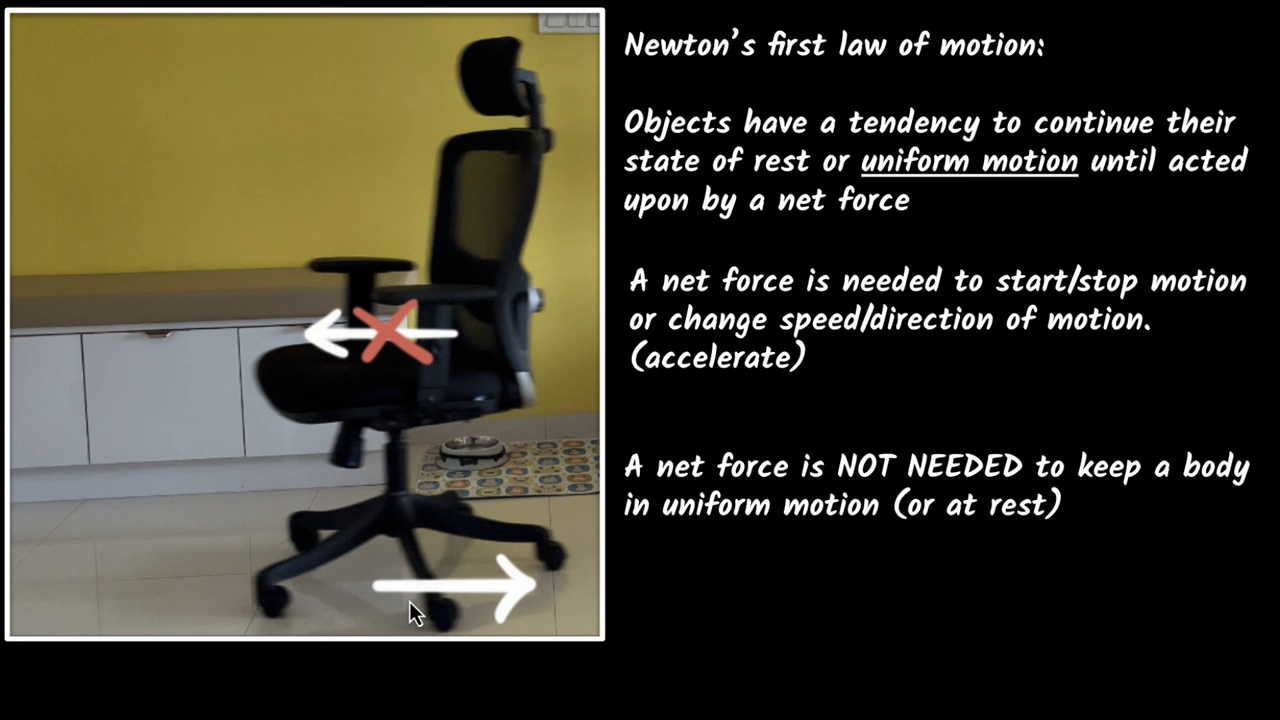 Newton's first law of motion:
Objects have a tendency to continue their
state of rest or uniform motion until acted
upon by a net force
A net force is needed to start/stop motion
or change speed/direction of motion.
(accelerate)
A net force is NOT NEEDED to keep a body
in uniform motion (or at rest)